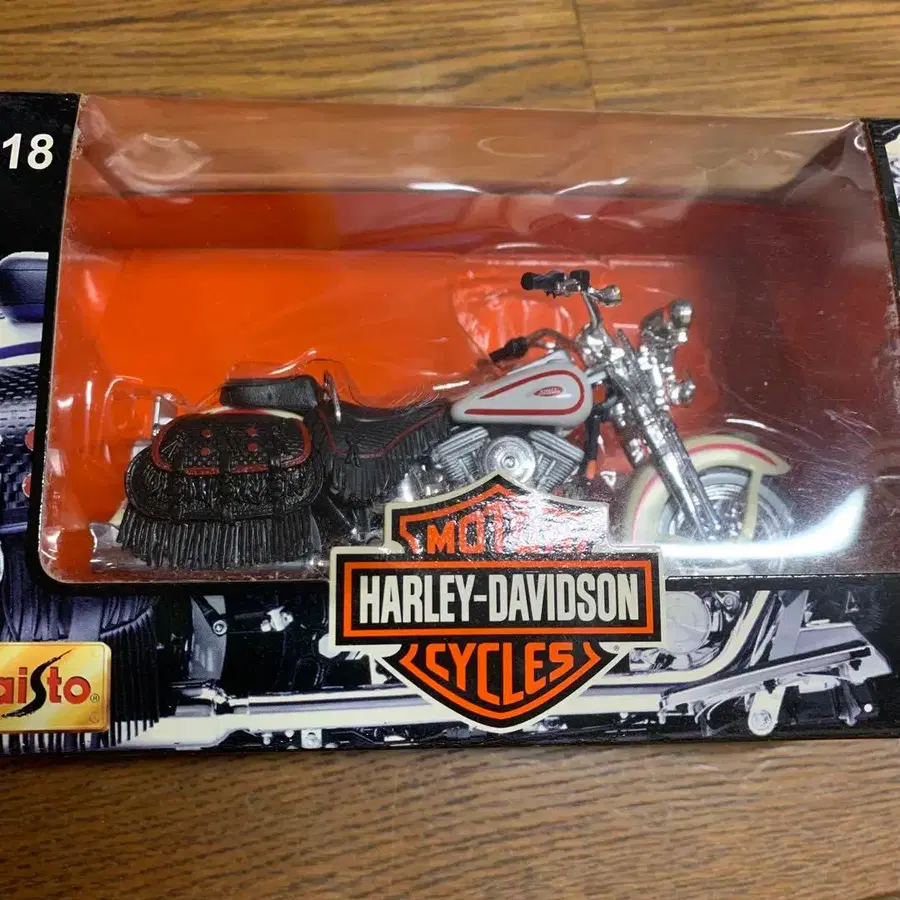 18
MOTOR
HARLEY-DAVIDSON
CYCLES
®
aisto®